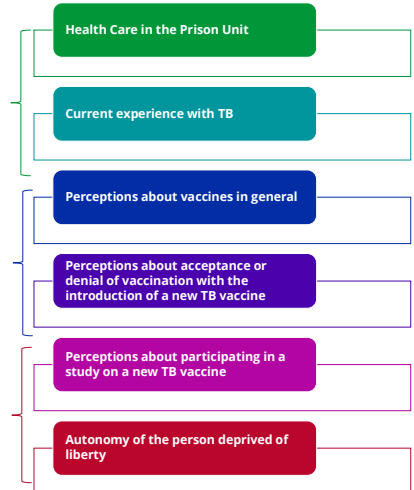 Health Care in the Prison Unit
Current experience with TB
Perceptions about vaccines in general
Perceptions about acceptance or
denial of vaccination with the
introduction of a new TB vaccine
Perceptions about participating in a
study on a new TB vaccine
Autonomy of the person deprived of
liberty